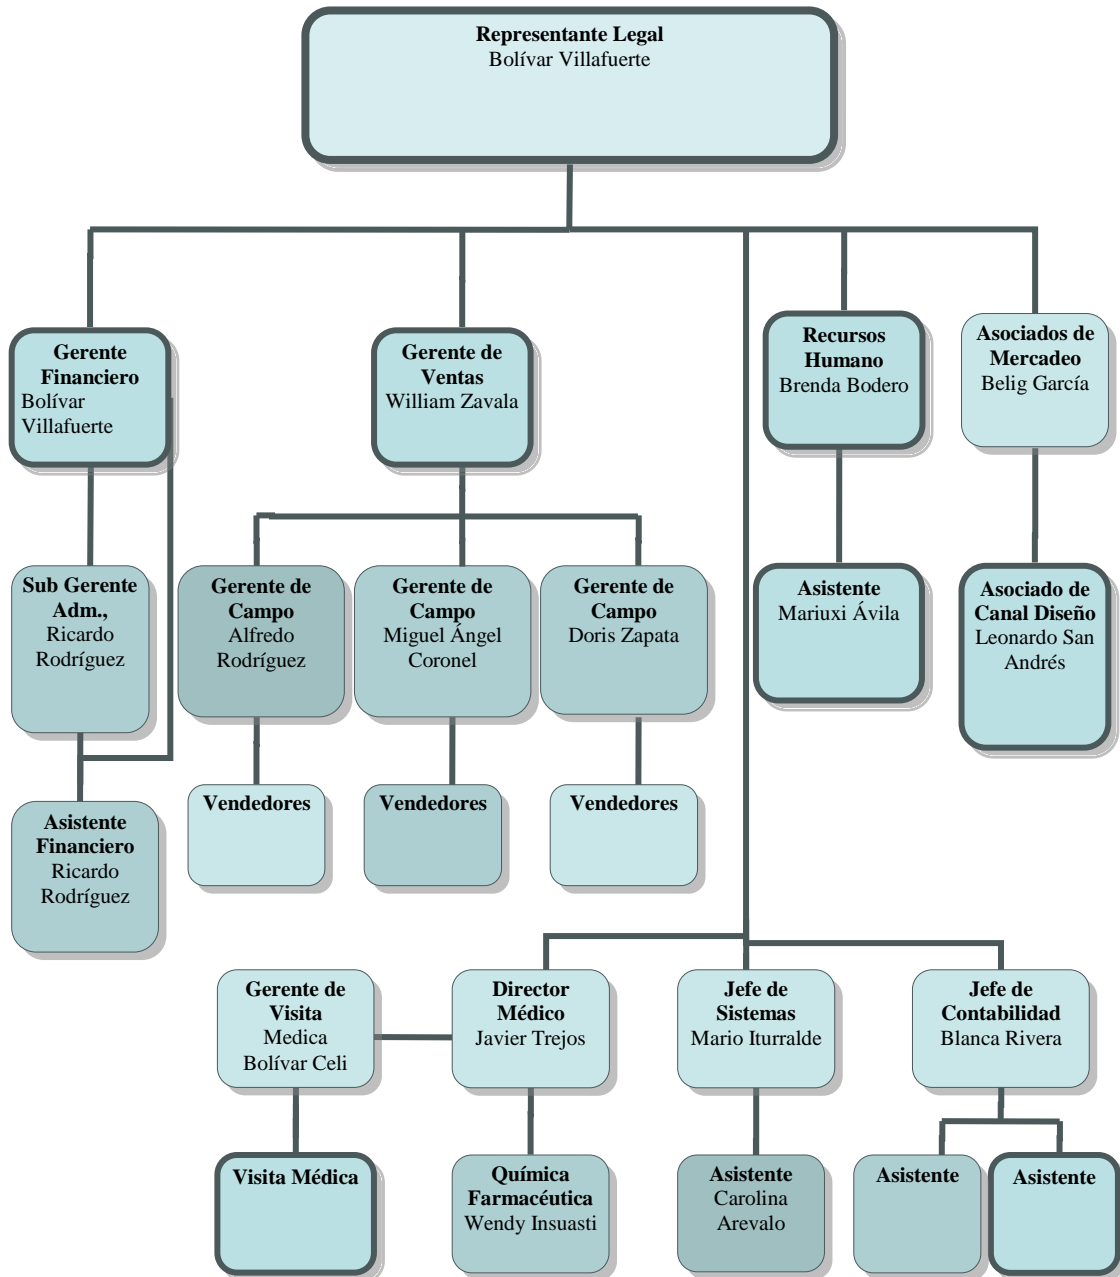 Representante Legal
Bolívar Villafuerte
Gerente
Financiero
Bolívar
Villafuerte
Gerente de
Ventas
William Zavala
Recursos
Humano
Brenda Bodero
Asociados de
Mercadeo
Belig García
Sub Gerente
Adm.,
Ricardo
Rodríguez
Gerente de
Campo
Alfredo
Rodríguez
Gerente de
Campo
Miguel Ángel
Coronel
Gerente de
Campo
Doris Zapata
Asistente
Mariuxi Ávila
Asociado de
Canal Diseño
Leonardo San
Andrés
Asistente
Financiero
Ricardo
Rodríguez
Vendedores
Vendedores
Vendedores
Gerente de
Visita
Medica
Bolívar Celi
Director
Médico
Javier Trejos
Jefe de
Sistemas
Mario Iturralde
Jefe de
Contabilidad
Blanca Rivera
Visita Médica
Química
Farmacéutica
Wendy Insuasti
Asistente
Carolina
Arevalo
Asistente
Asistente